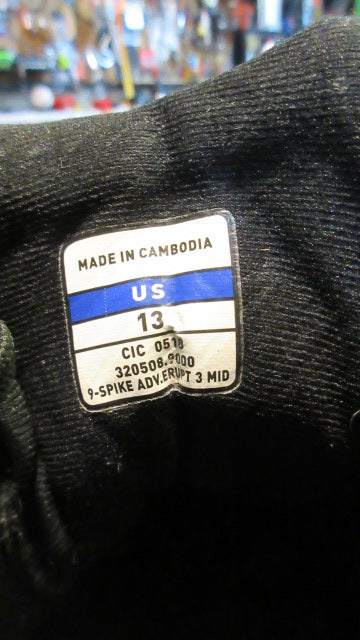 MADE IN CAMBODIA
US
13
CIC 0518
320508.9000
9-SPIKE ADV.ERUPT 3 MID